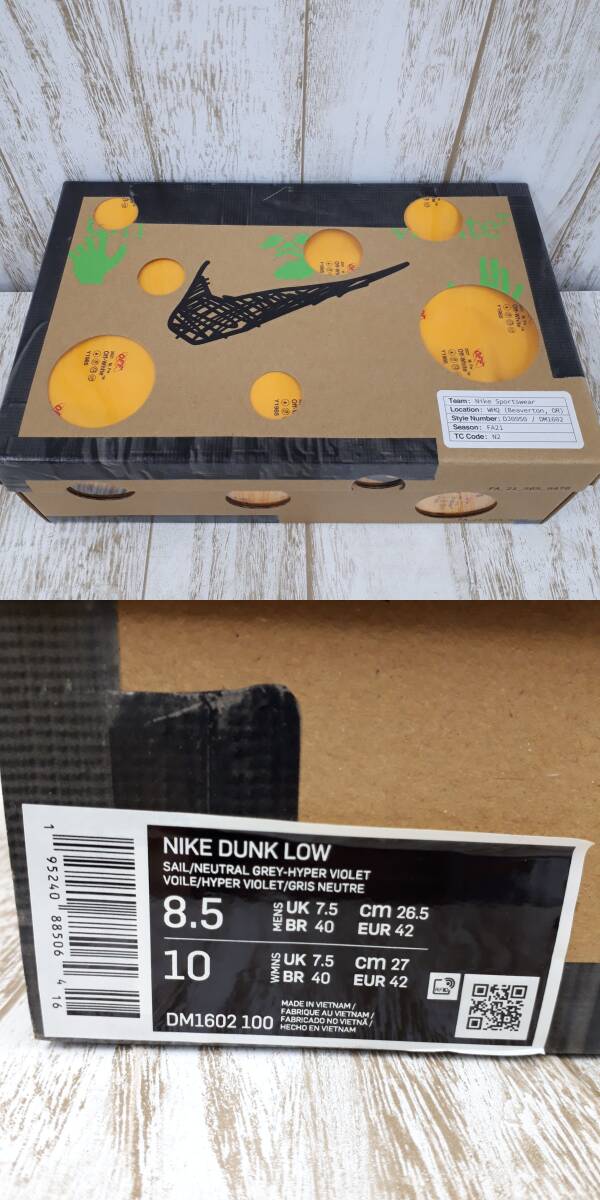 Team: Nike Sportswear
Location: WHQ (Beaverton, OR)
Style Number: DJ0950 / DM1602
Season: FA21
TC Code: N2
1 95240 88506 4 16
NIKE DUNK LOW
SAIL/NEUTRAL GREY-HYPER VIOLET
VOILE/HYPER VIOLET/GRIS NEUTRE
8.5
MENS
UK 7.5 cm 26.5
BR 40 EUR 42
10
WMNS
UK 7.5 cm 27
BR 40 EUR 42
DM1602 100
MADE IN VIETNAM /
FABRIQUE AU VIETNAM /
FABRICADO NO VIETNÃ /
HECHO EN VIETNAM